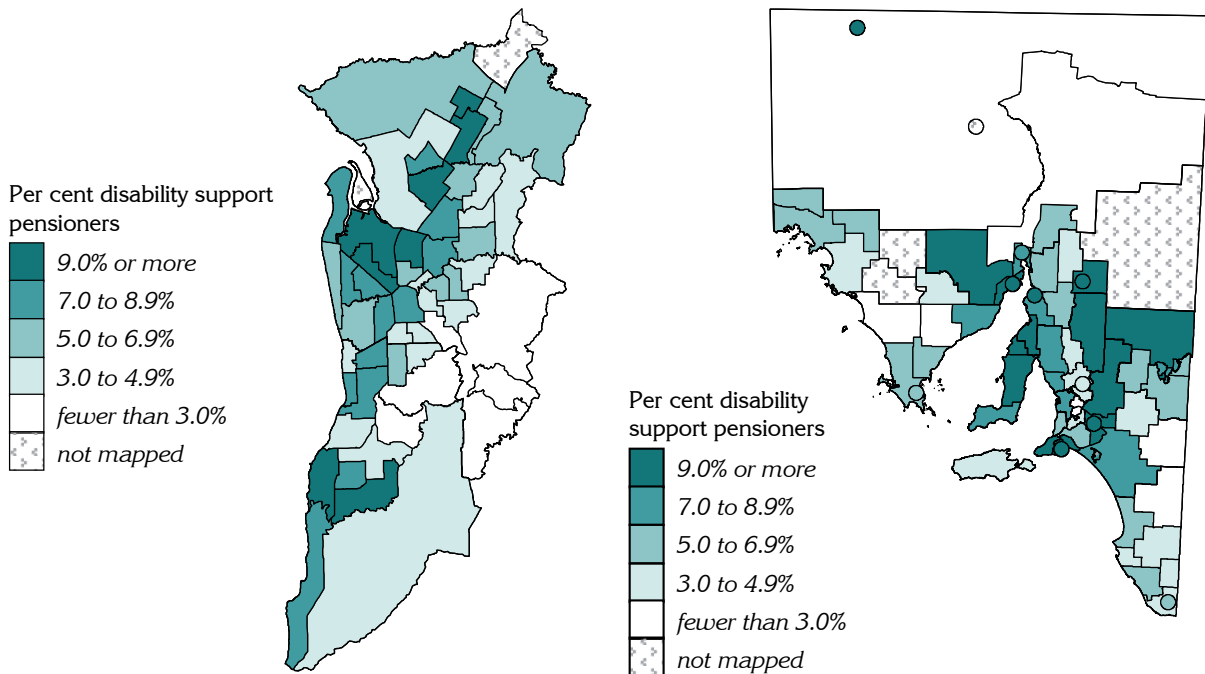 Per cent disability support
pensioners
9.0% or more
7.0 to 8.9%
5.0 to 6.9%
3.0 to 4.9%
fewer than 3.0%
not mapped
Per cent disability
support pensioners
9.0% or more
7.0 to 8.9%
5.0 to 6.9%
3.0 to 4.9%
fewer than 3.0%
not mapped